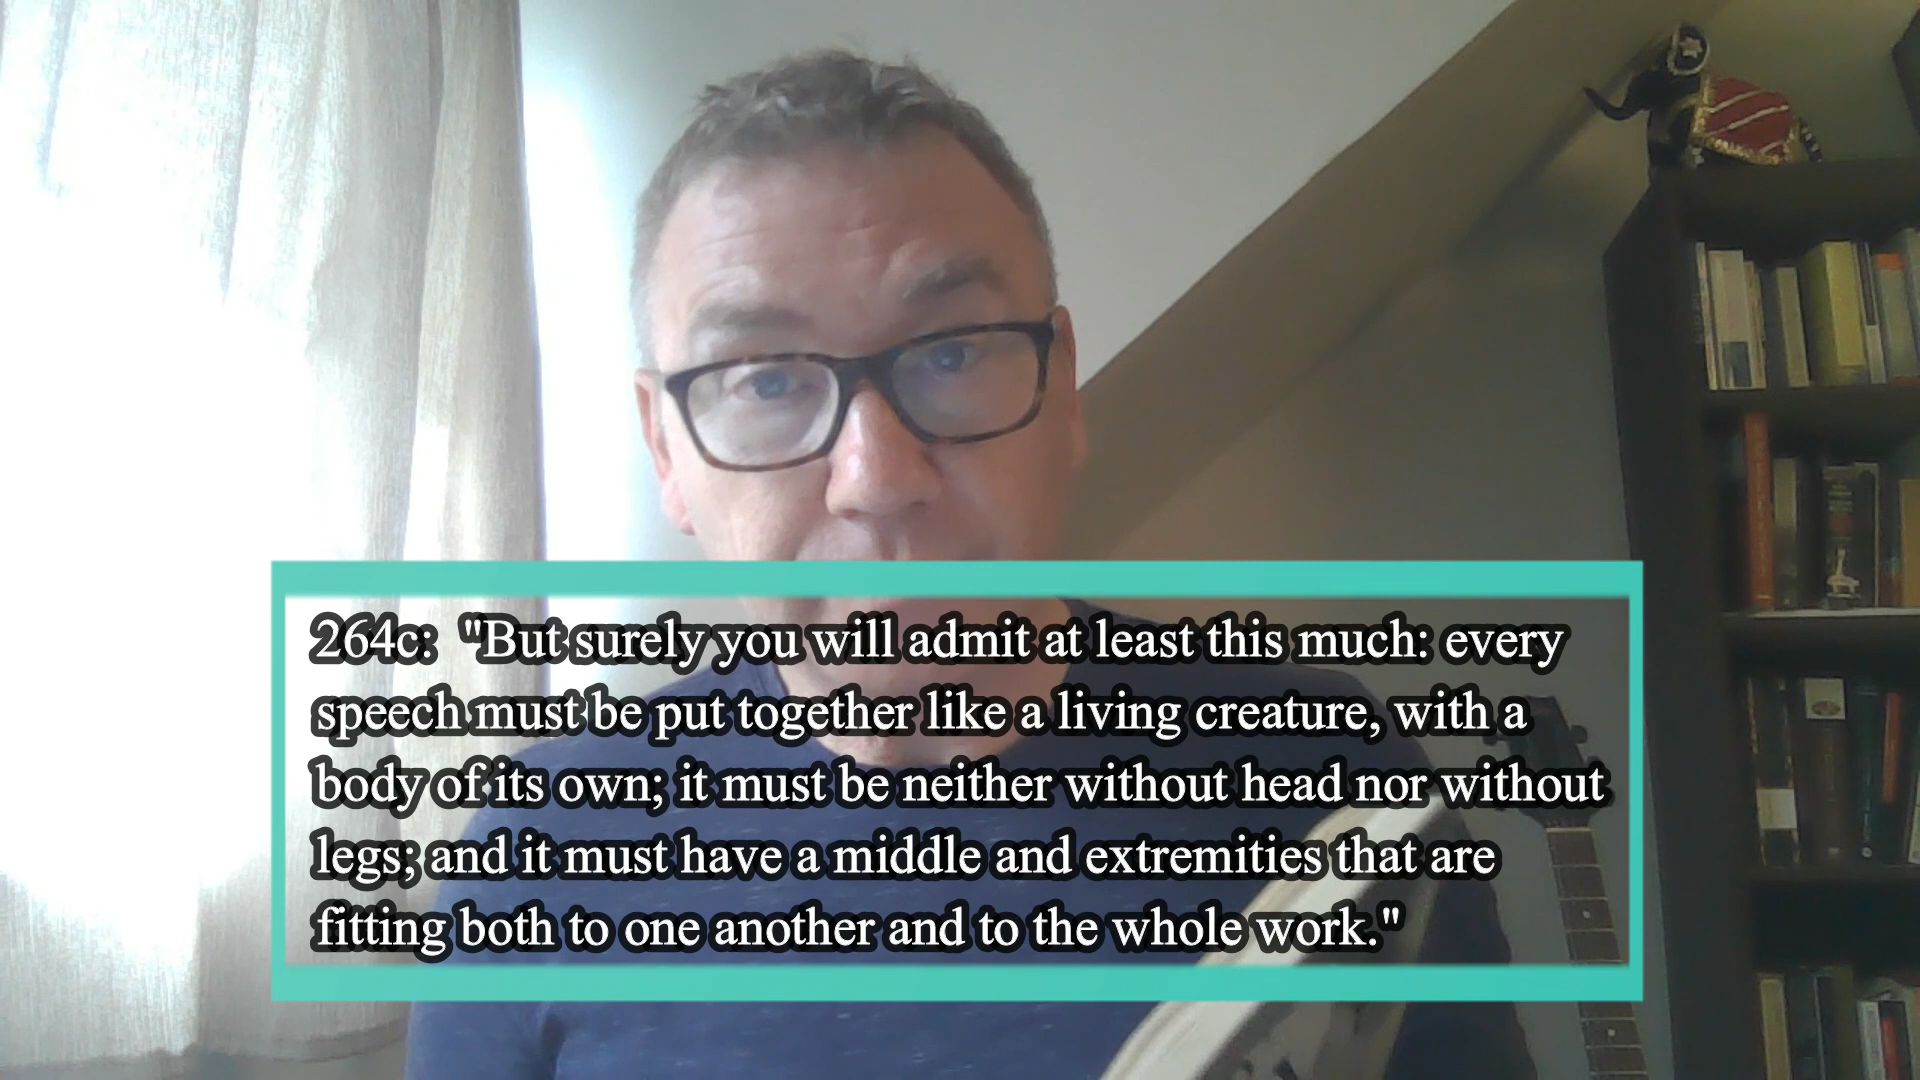 264c:  "But surely you will admit at least this much: every
speech must be put together like a living creature, with a
body of its own; it must be neither without head nor without
legs; and it must have a middle and extremities that are
fitting both to one another and to the whole work."